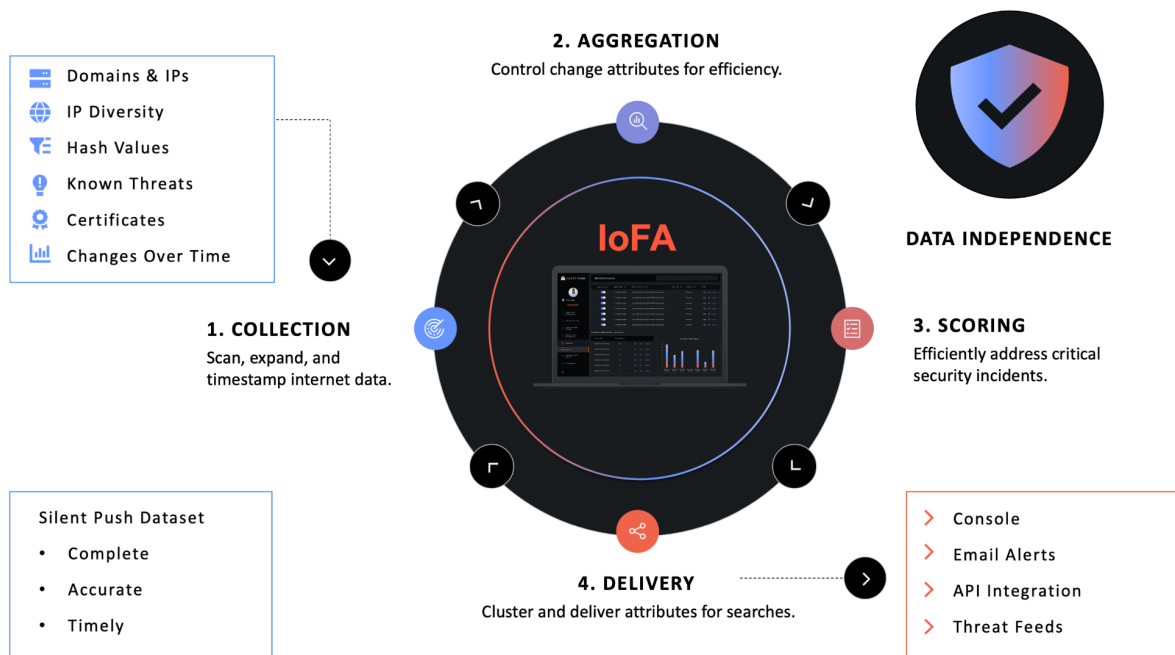 2. AGGREGATION
Control change attributes for efficiency.
Domains & IPs
IP Diversity
Hash Values
Known Threats
Certificates
Changes Over Time
IoFA
DATA INDEPENDENCE
1. COLLECTION
Scan, expand, and
timestamp internet data.
3. SCORING
Efficiently address critical
security incidents.
Silent Push Dataset
• Complete
• Accurate
• Timely
4. DELIVERY
Cluster and deliver attributes for searches.
Console
Email Alerts
API Integration
Threat Feeds